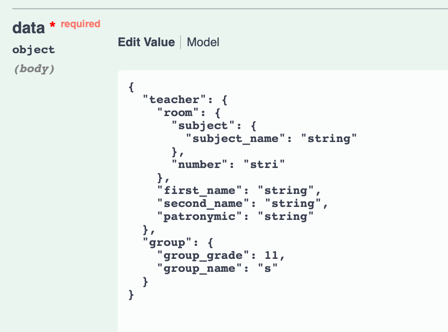 data * required
object
(body)
Edit Value | Model
{
  "teacher": {
    "room": {
      "subject": {
        "subject_name": "string"
      },
      "number": "stri"
    },
    "first_name": "string",
    "second_name": "string",
    "patronymic": "string"
  },
  "group": {
    "group_grade": 11,
    "group_name": "s"
  }
}